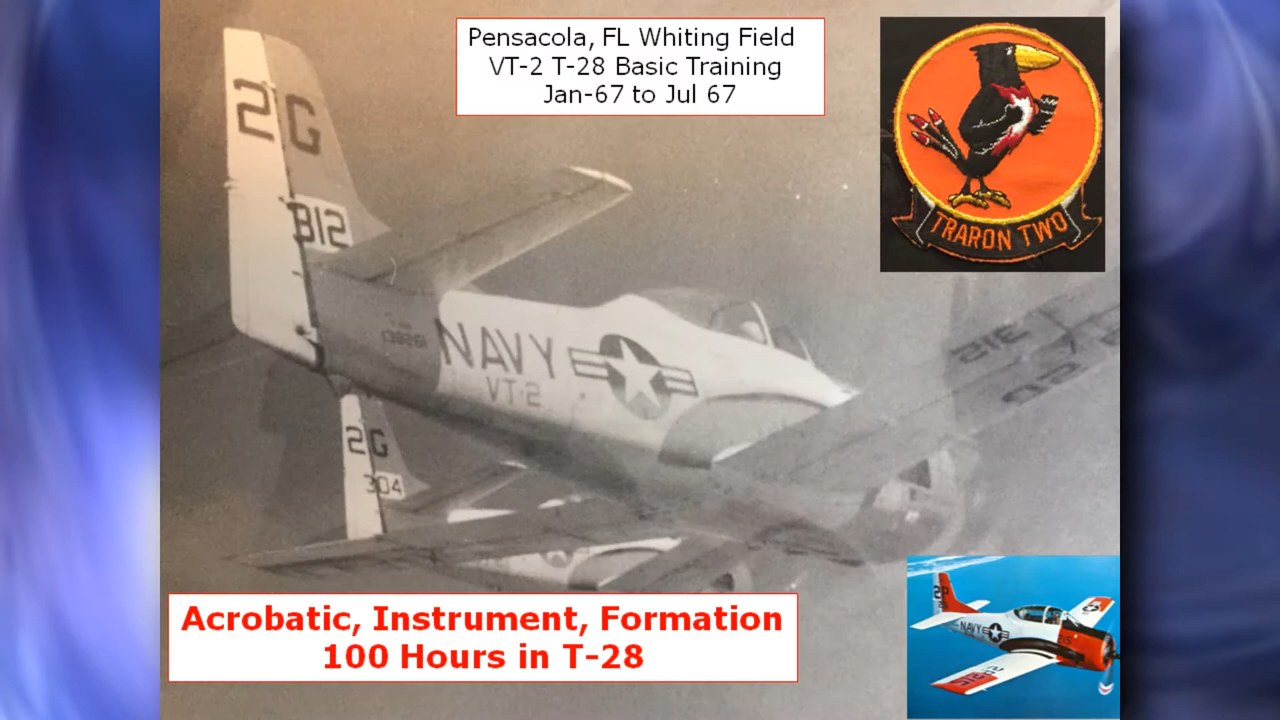 Pensacola, FL Whiting Field
VT-2 T-28 Basic Training
Jan-67 to Jul 67
TRARON TWO
2G
312
NAVY
VT-2
2G
304
NAVY
Acrobatic, Instrument, Formation
100 Hours in T-28